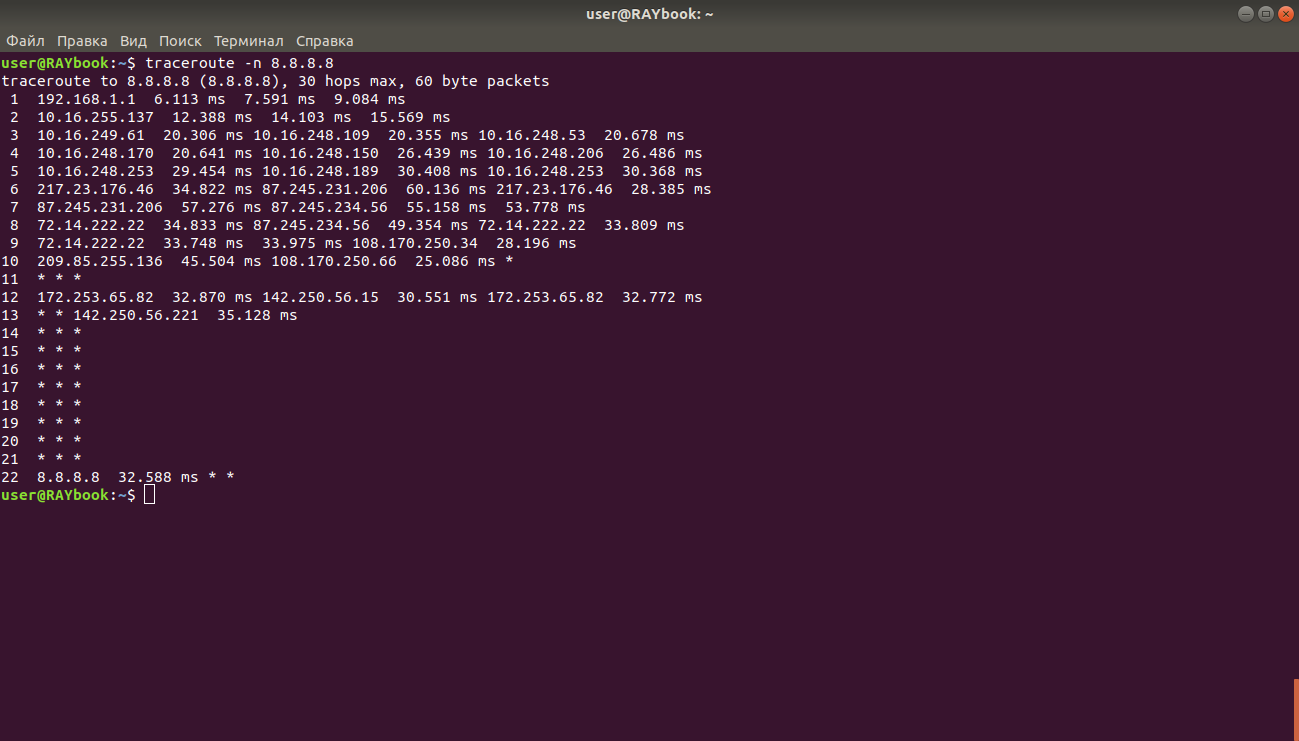 user@RAYbook: ~
Файл Правка Вид Поиск Терминал Справка
user@RAYbook:~$ traceroute -n 8.8.8.8
traceroute to 8.8.8.8 (8.8.8.8), 30 hops max, 60 byte packets
 1  192.168.1.1  6.113 ms  7.591 ms  9.084 ms
 2  10.16.255.137  12.388 ms  14.103 ms  15.569 ms
 3  10.16.249.61  20.306 ms 10.16.248.109  20.355 ms 10.16.248.53  20.678 ms
 4  10.16.248.170  20.641 ms 10.16.248.150  26.439 ms 10.16.248.206  26.486 ms
 5  10.16.248.253  29.454 ms 10.16.248.189  30.408 ms 10.16.248.253  30.368 ms
 6  217.23.176.46  34.822 ms 87.245.231.206  60.136 ms 217.23.176.46  28.385 ms
 7  87.245.231.206  57.276 ms 87.245.234.56  55.158 ms  53.778 ms
 8  72.14.222.22  34.833 ms 87.245.234.56  49.354 ms 72.14.222.22  33.809 ms
 9  72.14.222.22  33.748 ms  33.975 ms 108.170.250.34  28.196 ms
10  209.85.255.136  45.504 ms 108.170.250.66  25.086 ms *
11  * * *
12  172.253.65.82  32.870 ms 142.250.56.15  30.551 ms 172.253.65.82  32.772 ms
13  * * 142.250.56.221  35.128 ms
14  * * *
15  * * *
16  * * *
17  * * *
18  * * *
19  * * *
20  * * *
21  * * *
22  8.8.8.8  32.588 ms * *
user@RAYbook:~$